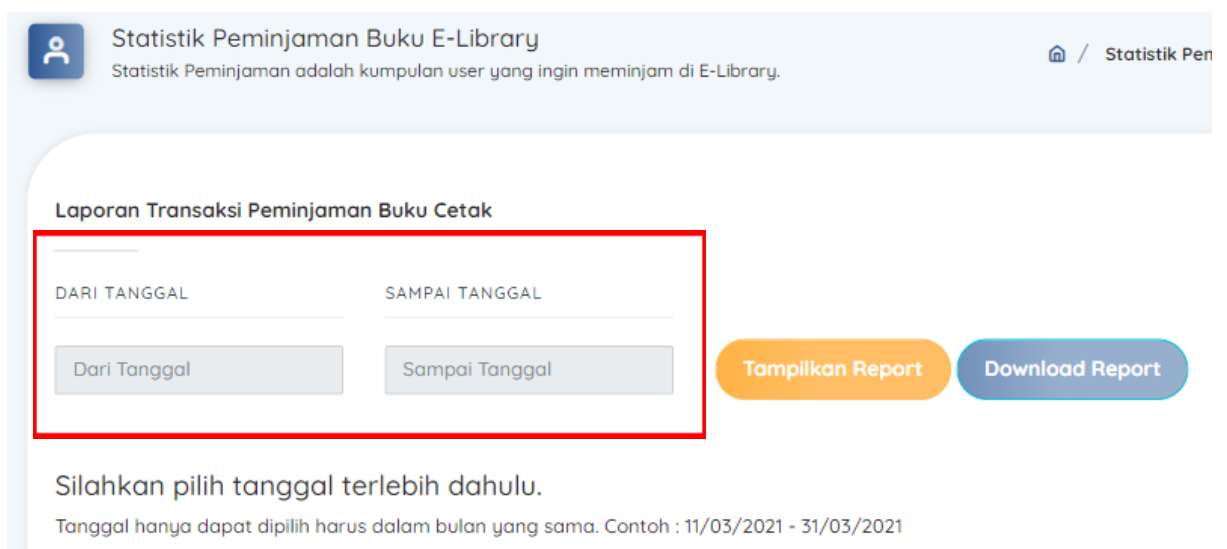 Statistik Peminjaman Buku E-Library
Statistik Peminjaman adalah kumpulan user yang ingin meminjam di E-Library.
/ Statistik Pen
Laporan Transaksi Peminjaman Buku Cetak
DARI TANGGAL SAMPAI TANGGAL
Dari Tanggal Sampai Tanggal Tampilkan Report Download Report
Silahkan pilih tanggal terlebih dahulu.
Tanggal hanya dapat dipilih harus dalam bulan yang sama. Contoh : 11/03/2021 - 31/03/2021